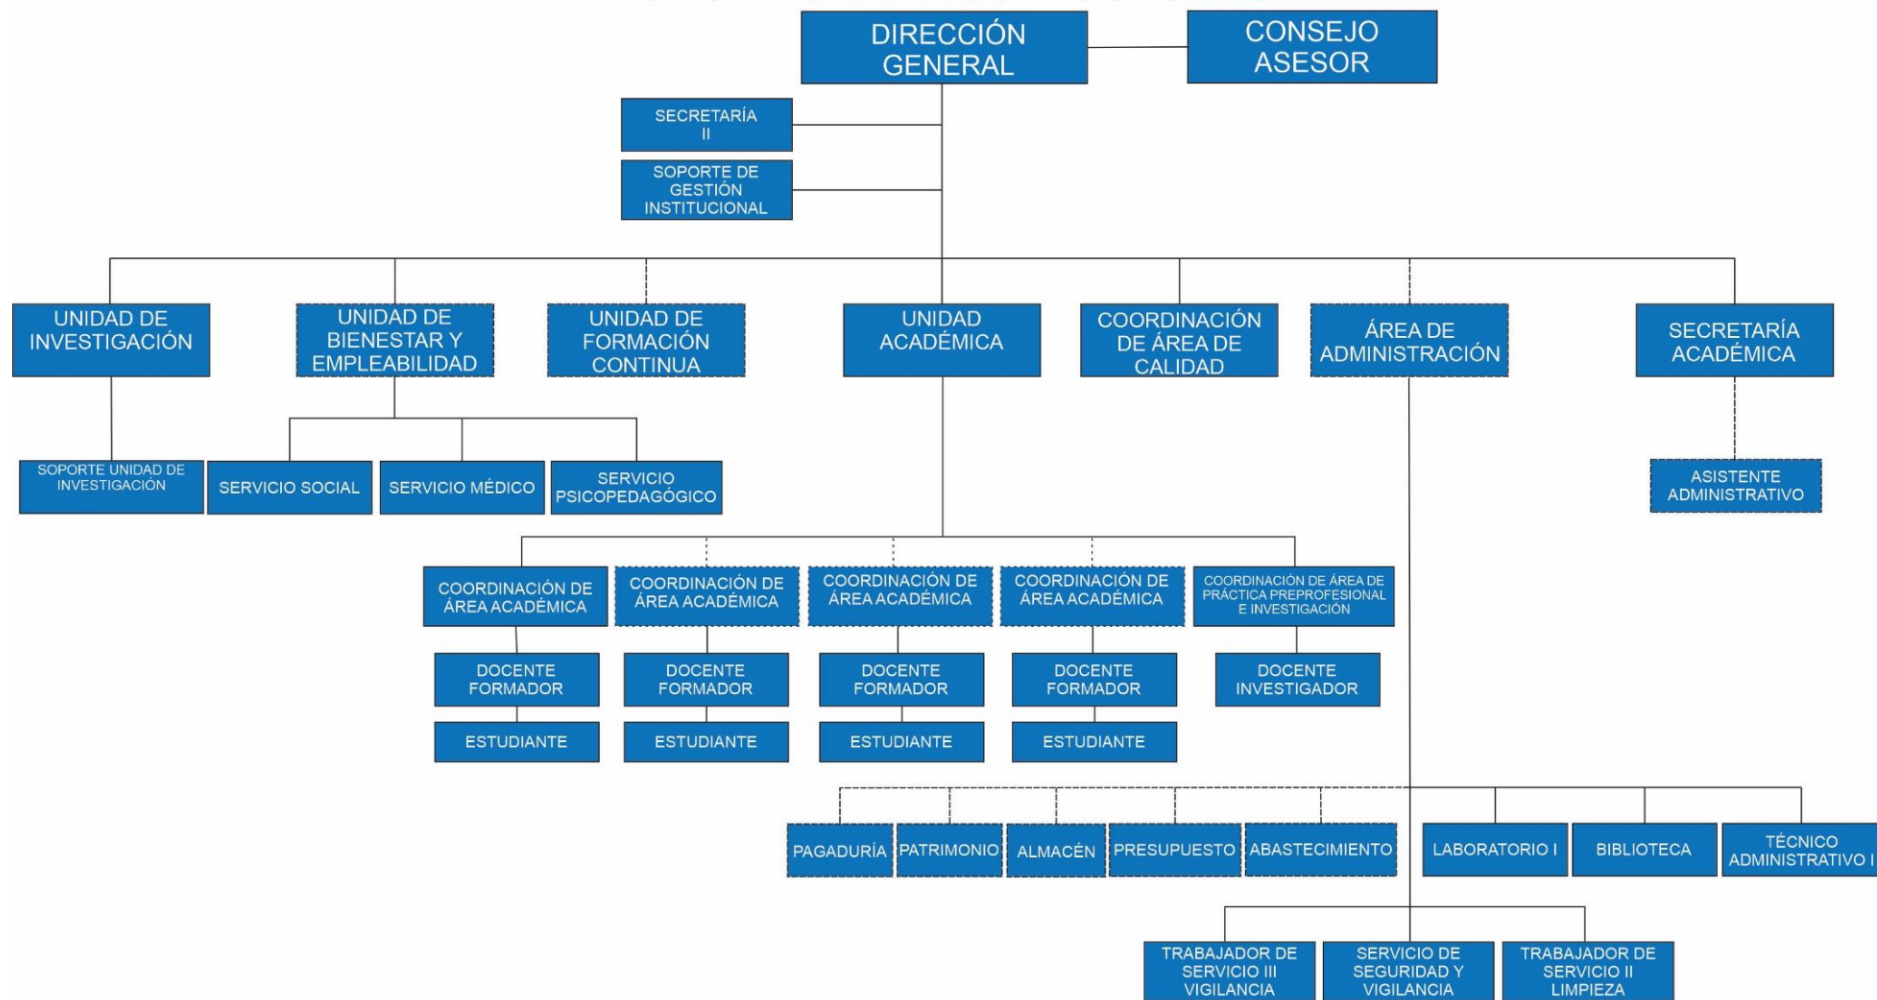 DIRECCIÓN
GENERAL
CONSEJO
ASESOR
SECRETARÍA
II
SOPORTE DE
GESTIÓN
INSTITUCIONAL
UNIDAD DE
INVESTIGACIÓN
UNIDAD DE
BIENESTAR Y
EMPLEABILIDAD
UNIDAD DE
FORMACIÓN
CONTINUA
UNIDAD
ACADÉMICA
COORDINACIÓN
DE ÁREA DE
CALIDAD
ÁREA DE
ADMINISTRACIÓN
SECRETARÍA
ACADÉMICA
SOPORTE UNIDAD DE
INVESTIGACIÓN
SERVICIO SOCIAL
SERVICIO MÉDICO
SERVICIO
PSICOPEDAGÓGICO
ASISTENTE
ADMINISTRATIVO
COORDINACIÓN DE
ÁREA ACADÉMICA
COORDINACIÓN DE
ÁREA ACADÉMICA
COORDINACIÓN DE
ÁREA ACADÉMICA
COORDINACIÓN DE
ÁREA ACADÉMICA
COORDINACIÓN DE ÁREA DE
PRÁCTICA PREPROFESIONAL
E INVESTIGACIÓN
DOCENTE
FORMADOR
DOCENTE
FORMADOR
DOCENTE
FORMADOR
DOCENTE
FORMADOR
DOCENTE
INVESTIGADOR
ESTUDIANTE
ESTUDIANTE
ESTUDIANTE
ESTUDIANTE
PAGADURÍA
PATRIMONIO
ALMACÉN
PRESUPUESTO
ABASTECIMIENTO
LABORATORIO I
BIBLIOTECA
TÉCNICO
ADMINISTRATIVO I
TRABAJADOR DE
SERVICIO III
VIGILANCIA
SERVICIO DE
SEGURIDAD Y
VIGILANCIA
TRABAJADOR DE
SERVICIO II
LIMPIEZA